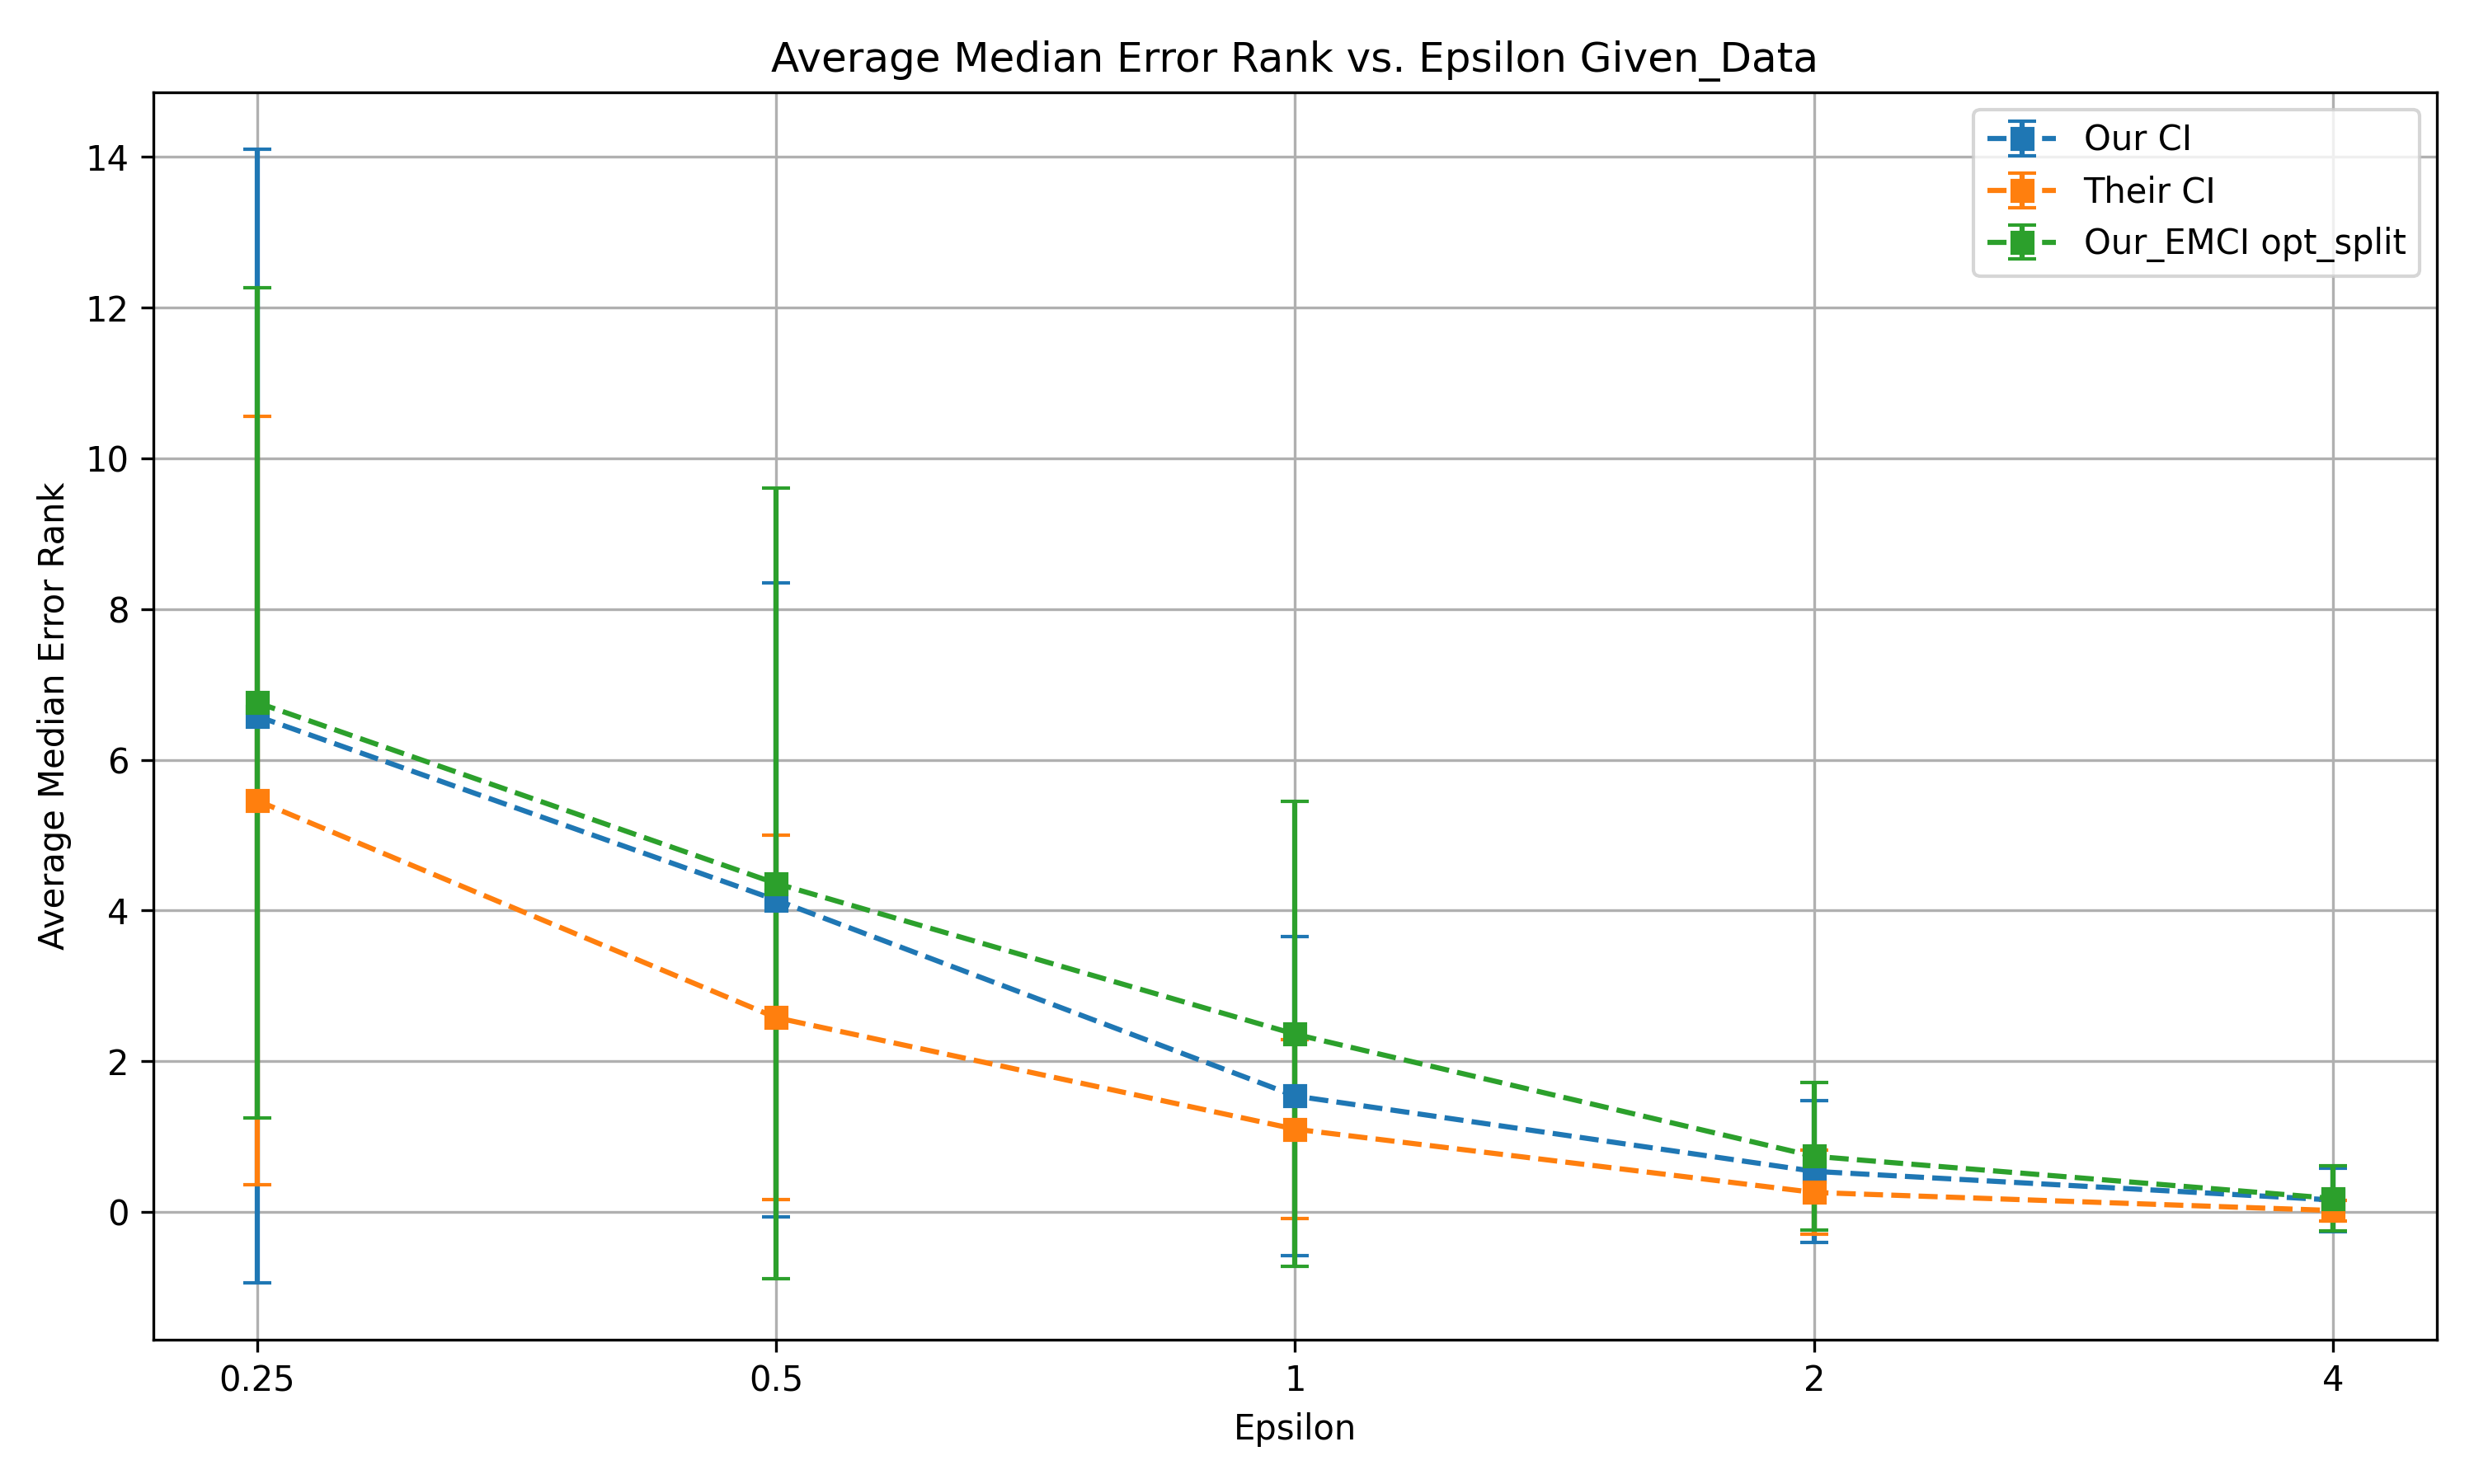 Average Median Error Rank vs. Epsilon Given_Data
Our CI
Their CI
Our_EMCI opt_split
Average Median Error Rank
14
12
10
8
6
4
2
0
0.25 0.5 1 2 4
Epsilon